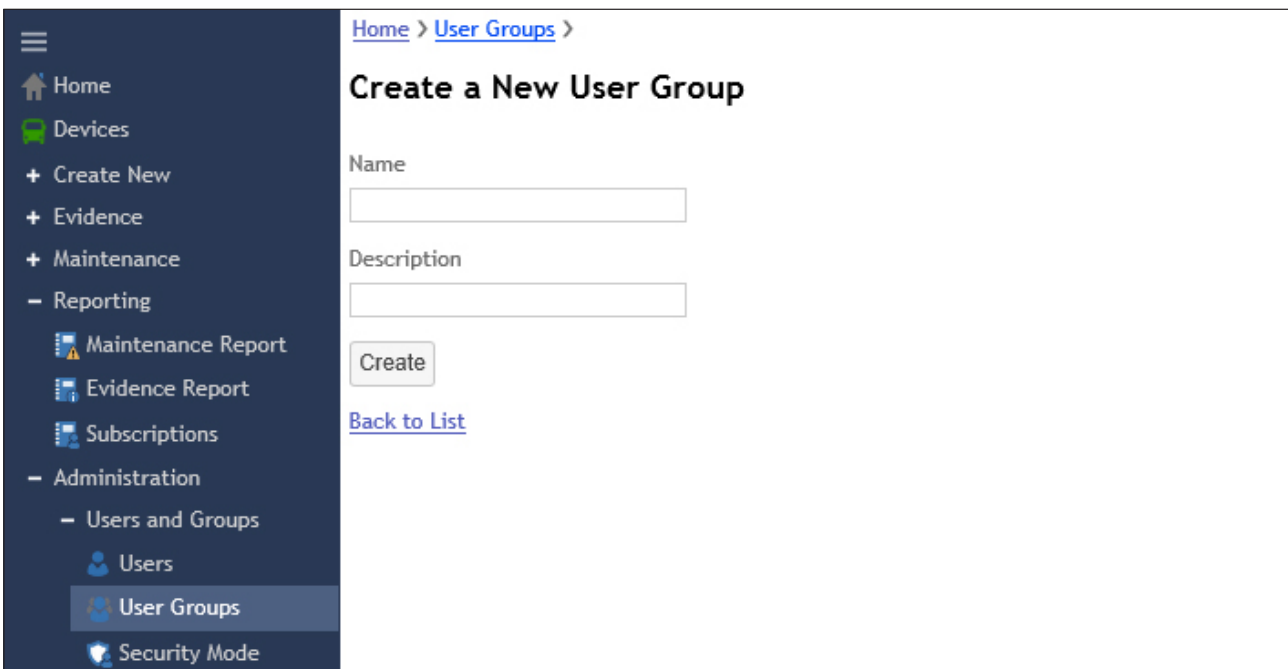 Home
Devices
+ Create New
+ Evidence
+ Maintenance
− Reporting
Maintenance Report
Evidence Report
Subscriptions
− Administration
− Users and Groups
Users
User Groups
Security Mode
Home > User Groups >
Create a New User Group
Name
Description
Create
Back to List